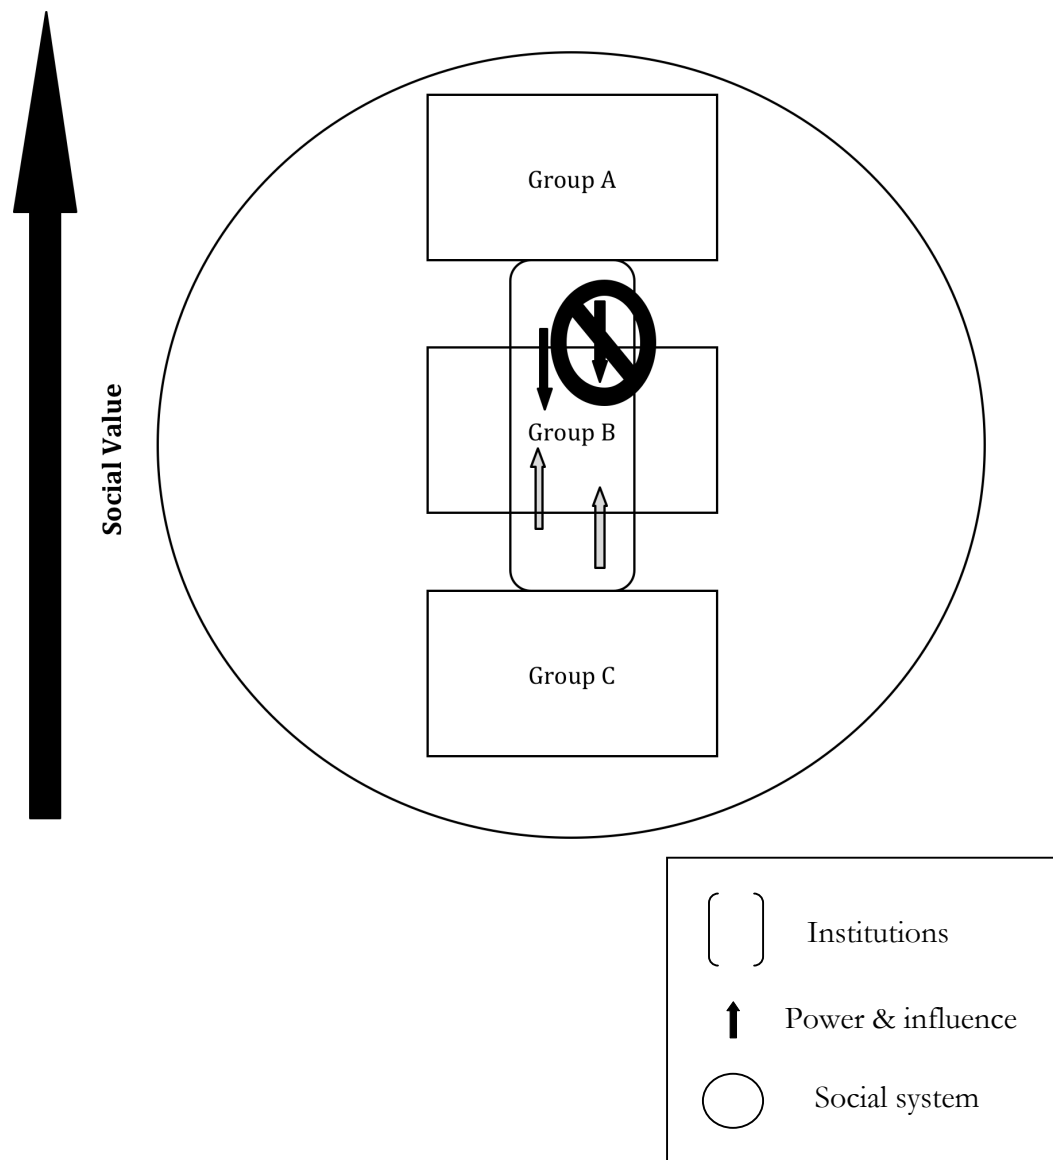 Group A
Social Value
Group B
Group C
Institutions
Power & influence
Social system